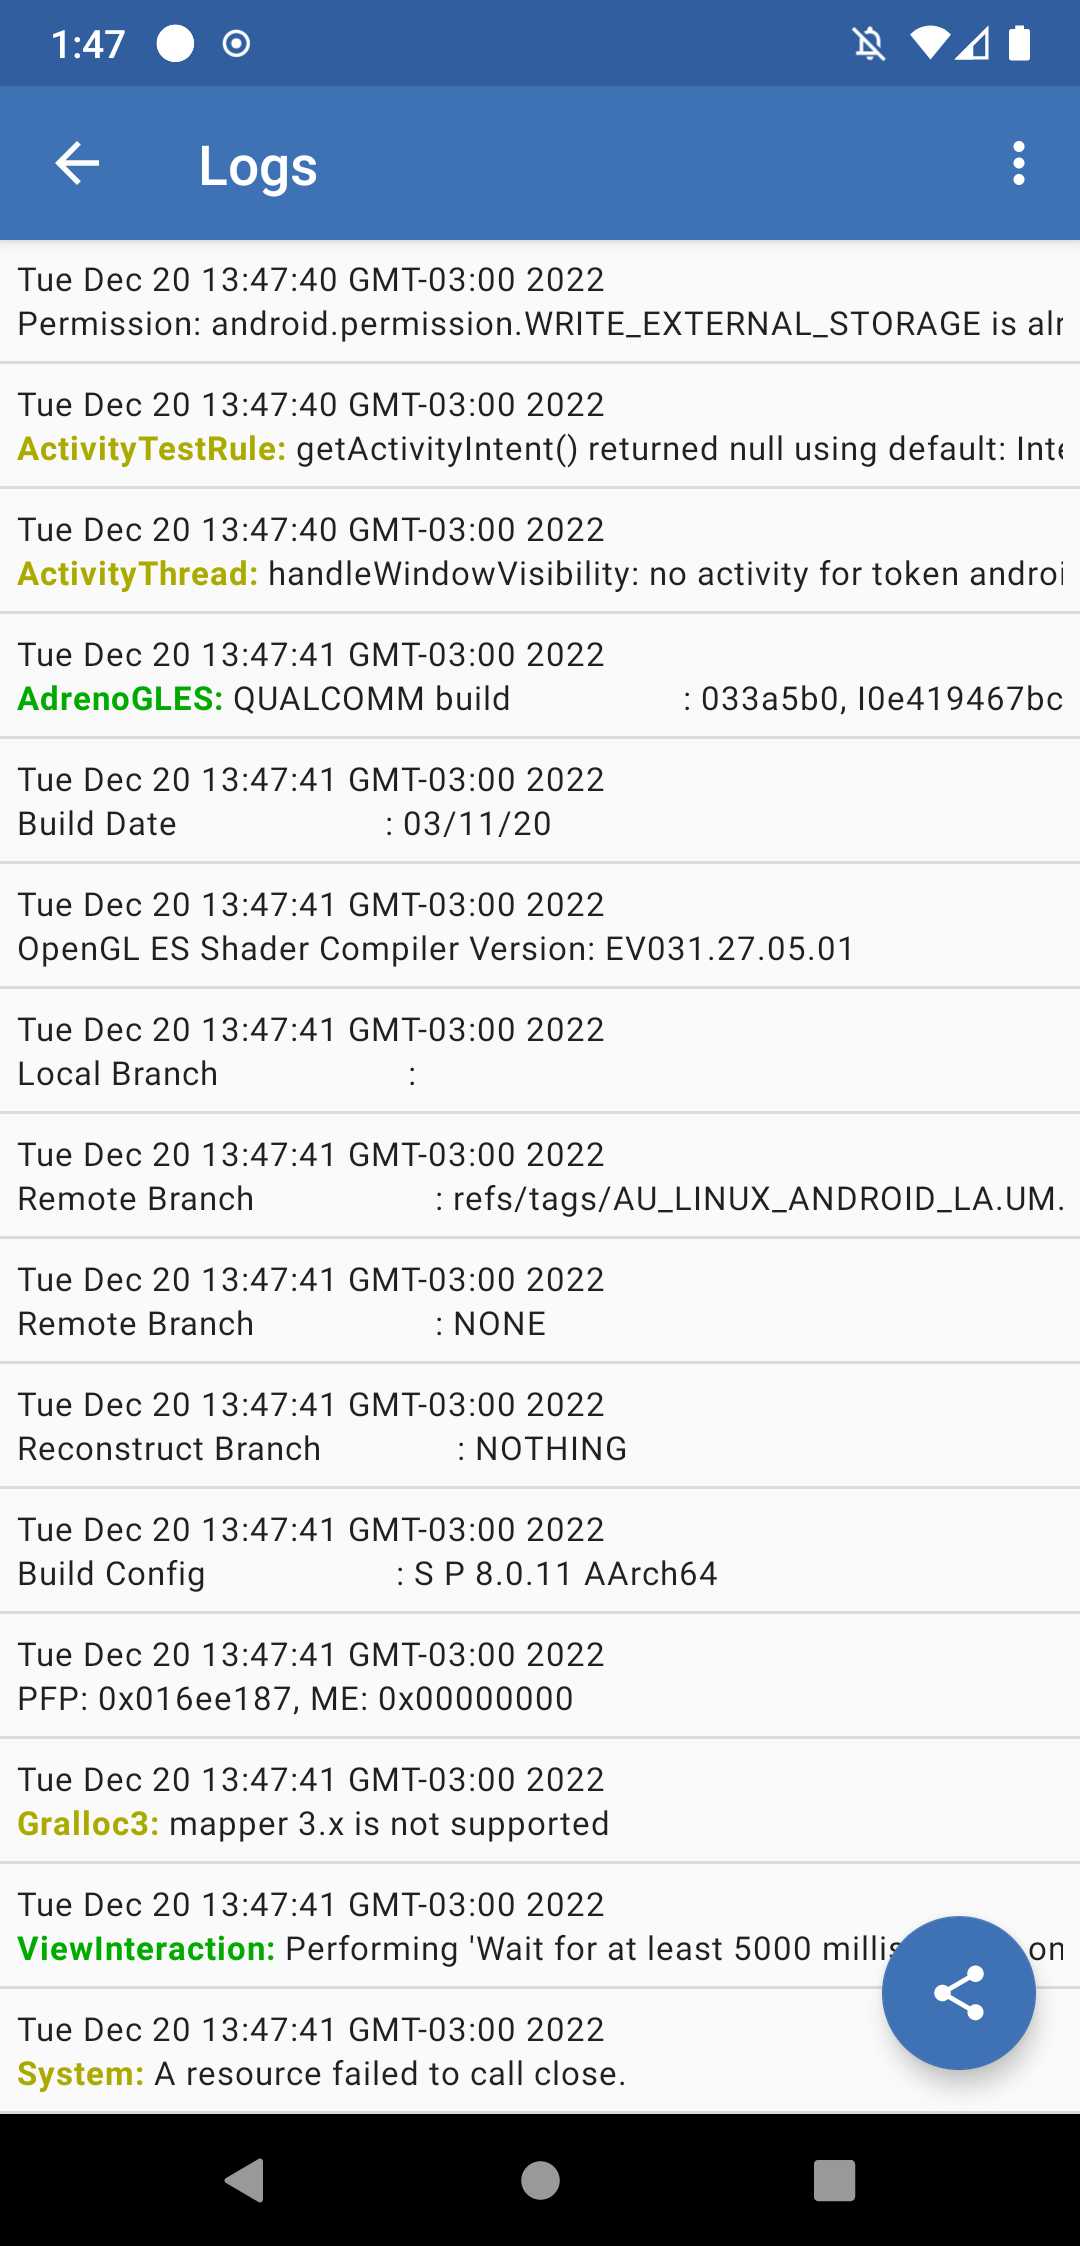 1:47
Logs
Tue Dec 20 13:47:40 GMT-03:00 2022
Permission: android.permission.WRITE_EXTERNAL_STORAGE is alr
Tue Dec 20 13:47:40 GMT-03:00 2022
ActivityTestRule: getActivityIntent() returned null using default: Inte
Tue Dec 20 13:47:40 GMT-03:00 2022
ActivityThread: handleWindowVisibility: no activity for token androi
Tue Dec 20 13:47:41 GMT-03:00 2022
AdrenoGLES: QUALCOMM build : 033a5b0, I0e419467bc
Tue Dec 20 13:47:41 GMT-03:00 2022
Build Date : 03/11/20
Tue Dec 20 13:47:41 GMT-03:00 2022
OpenGL ES Shader Compiler Version: EV031.27.05.01
Tue Dec 20 13:47:41 GMT-03:00 2022
Local Branch :
Tue Dec 20 13:47:41 GMT-03:00 2022
Remote Branch : refs/tags/AU_LINUX_ANDROID_LA.UM.
Tue Dec 20 13:47:41 GMT-03:00 2022
Remote Branch : NONE
Tue Dec 20 13:47:41 GMT-03:00 2022
Reconstruct Branch : NOTHING
Tue Dec 20 13:47:41 GMT-03:00 2022
Build Config : S P 8.0.11 AArch64
Tue Dec 20 13:47:41 GMT-03:00 2022
PFP: 0x016ee187, ME: 0x00000000
Tue Dec 20 13:47:41 GMT-03:00 2022
Gralloc3: mapper 3.x is not supported
Tue Dec 20 13:47:41 GMT-03:00 2022
ViewInteraction: Performing 'Wait for at least 5000 millis on
Tue Dec 20 13:47:41 GMT-03:00 2022
System: A resource failed to call close.